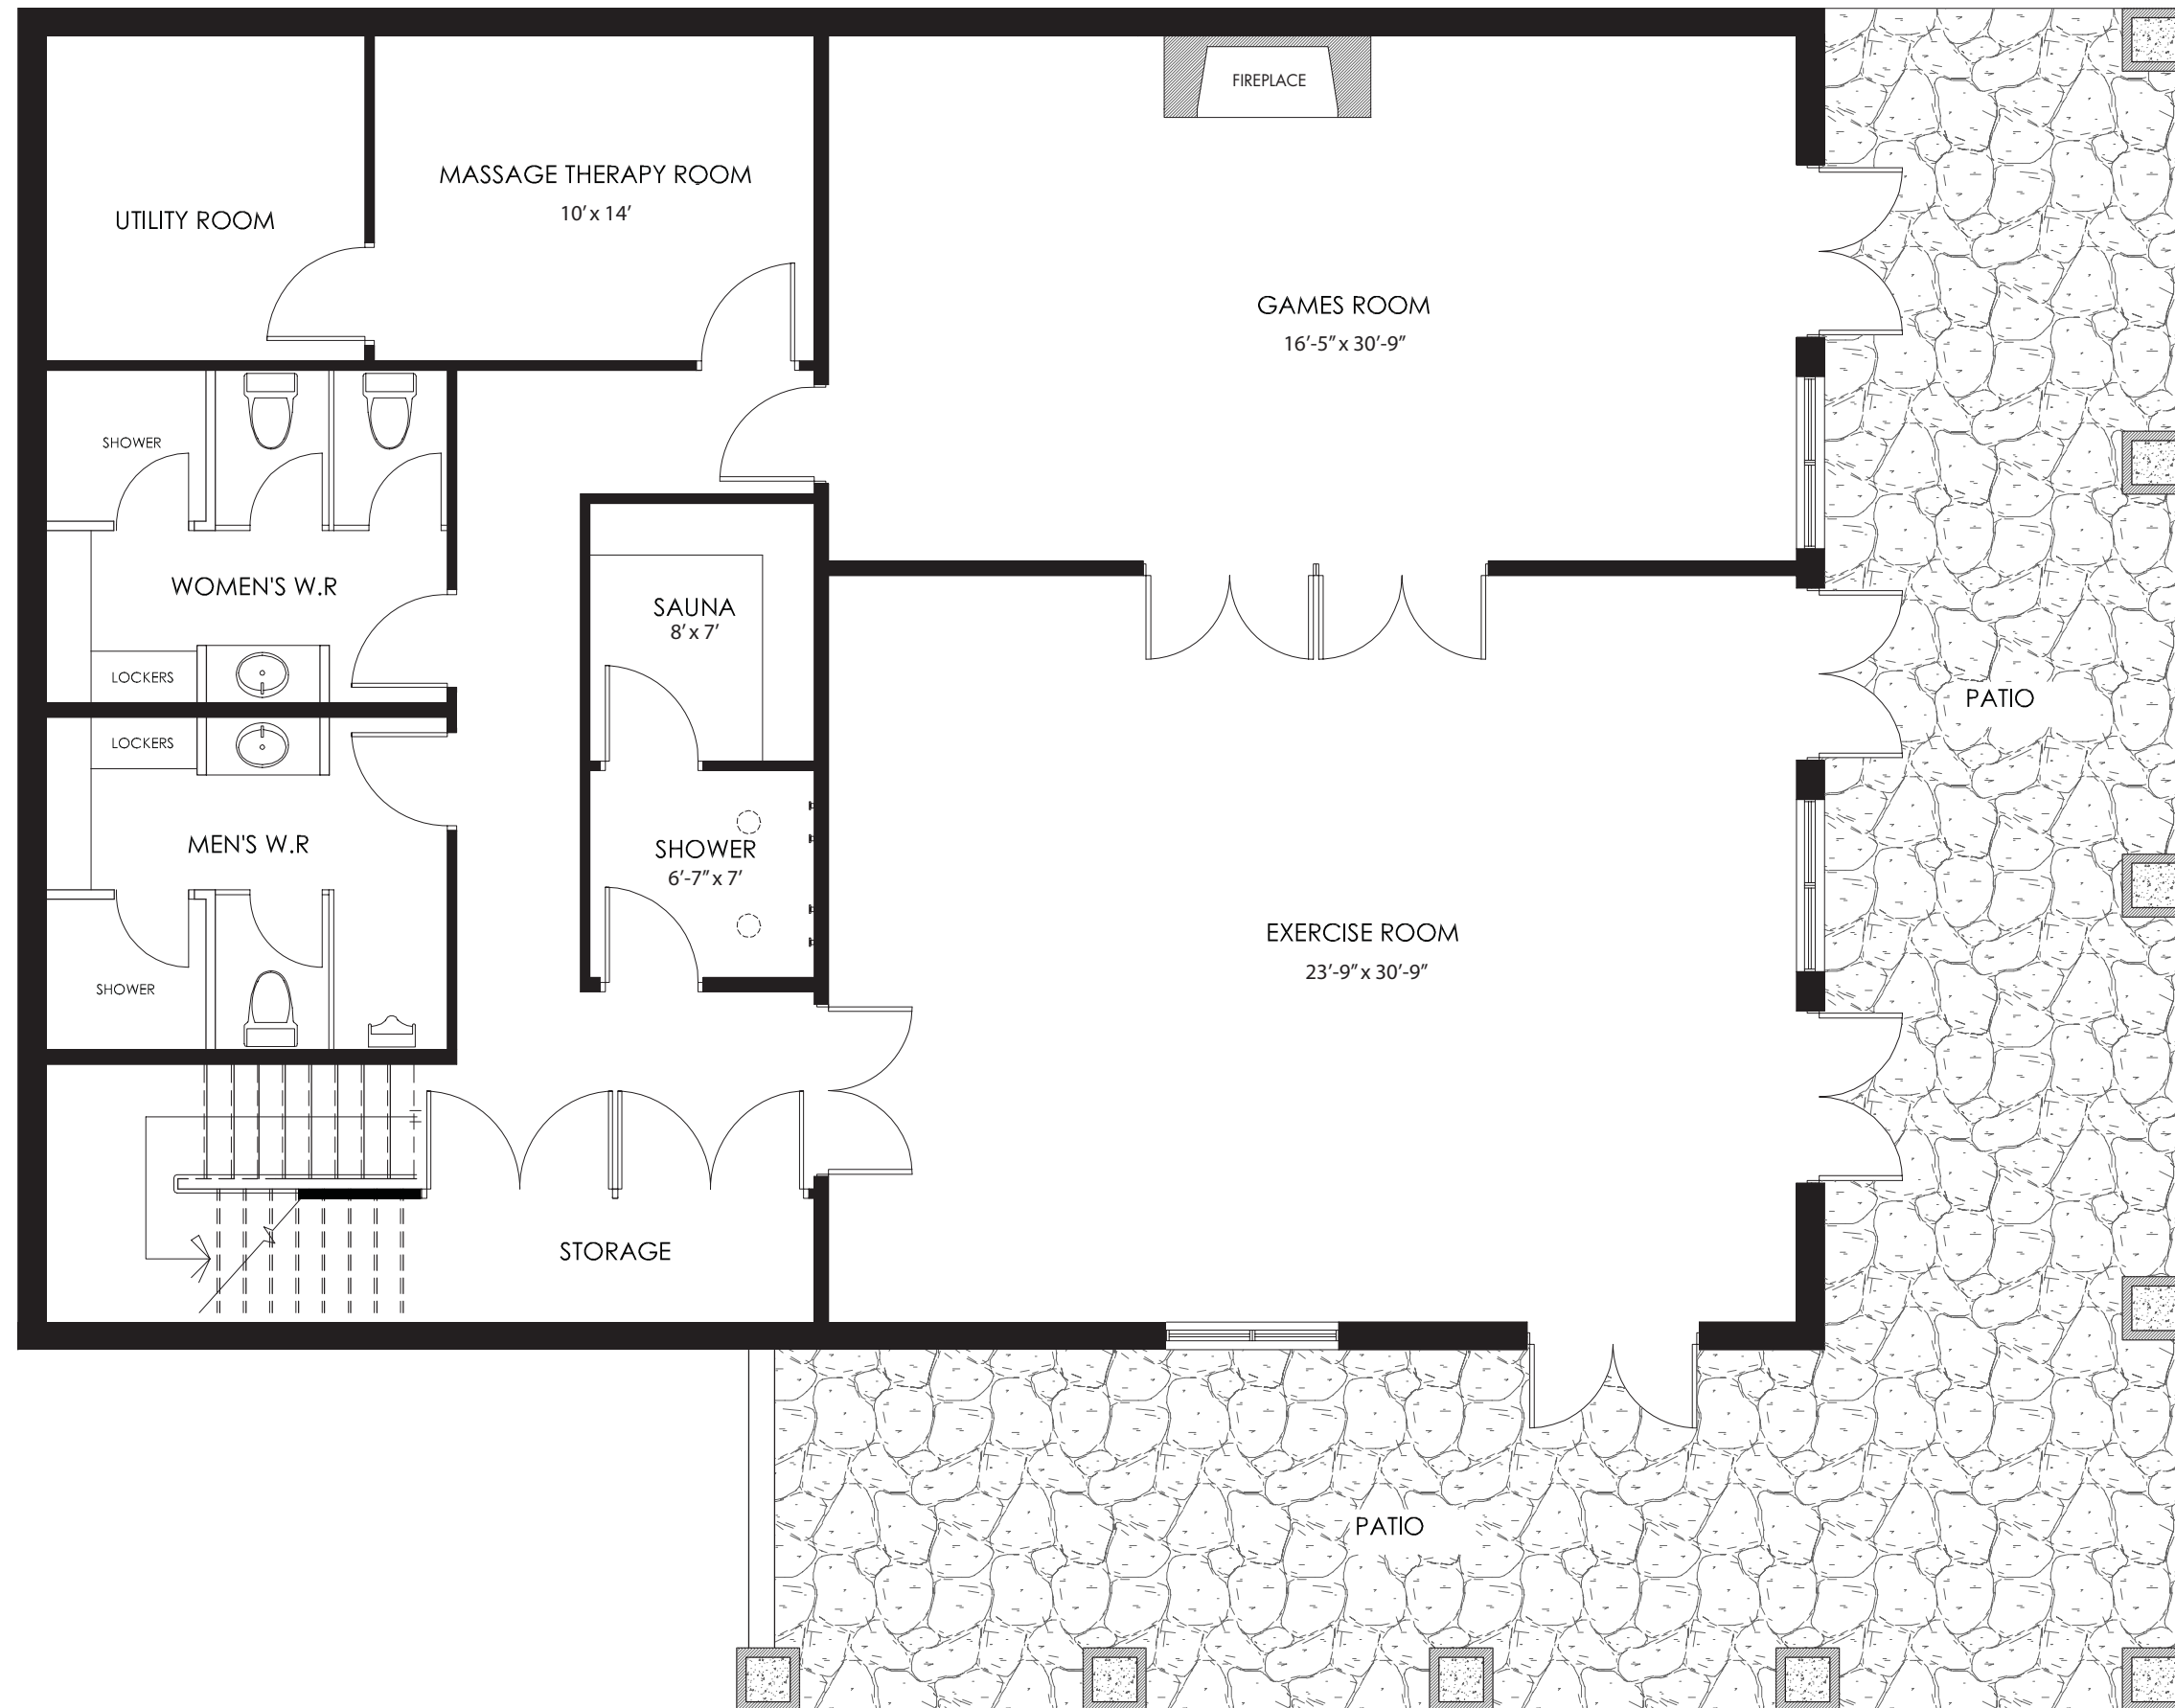 FIREPLACE
MASSAGE THERAPY ROOM
10' x 14'
UTILITY ROOM
GAMES ROOM
16'-5" x 30'-9"
SHOWER
WOMEN'S W.R
LOCKERS
SAUNA
8' x 7'
PATIO
LOCKERS
MEN'S W.R
SHOWER
6'-7" x 7'
EXERCISE ROOM
23'-9" x 30'-9"
SHOWER
STORAGE
PATIO